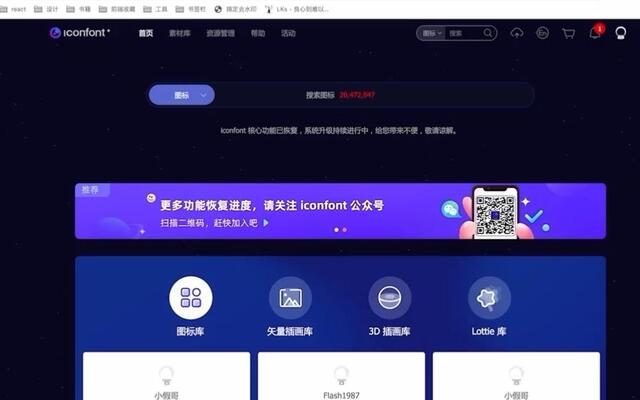 react 设计 书籍 前端收藏 工具 书签栏 搞定去水印 LKs - 良心到难以...
iconfont+ 首页 素材库 资源管理 帮助 活动 图标 搜索 En 1
图标 搜索图标 20,472,547
iconfont 核心功能已恢复，系统升级持续进行中，给您带来不便，敬请谅解。
推荐
更多功能恢复进度，请关注 iconfont 公众号
扫描二维码，赶快加入吧
图标库 矢量插画库 3D 插画库 Lottie 库
小假哥 Flash1987 小假哥